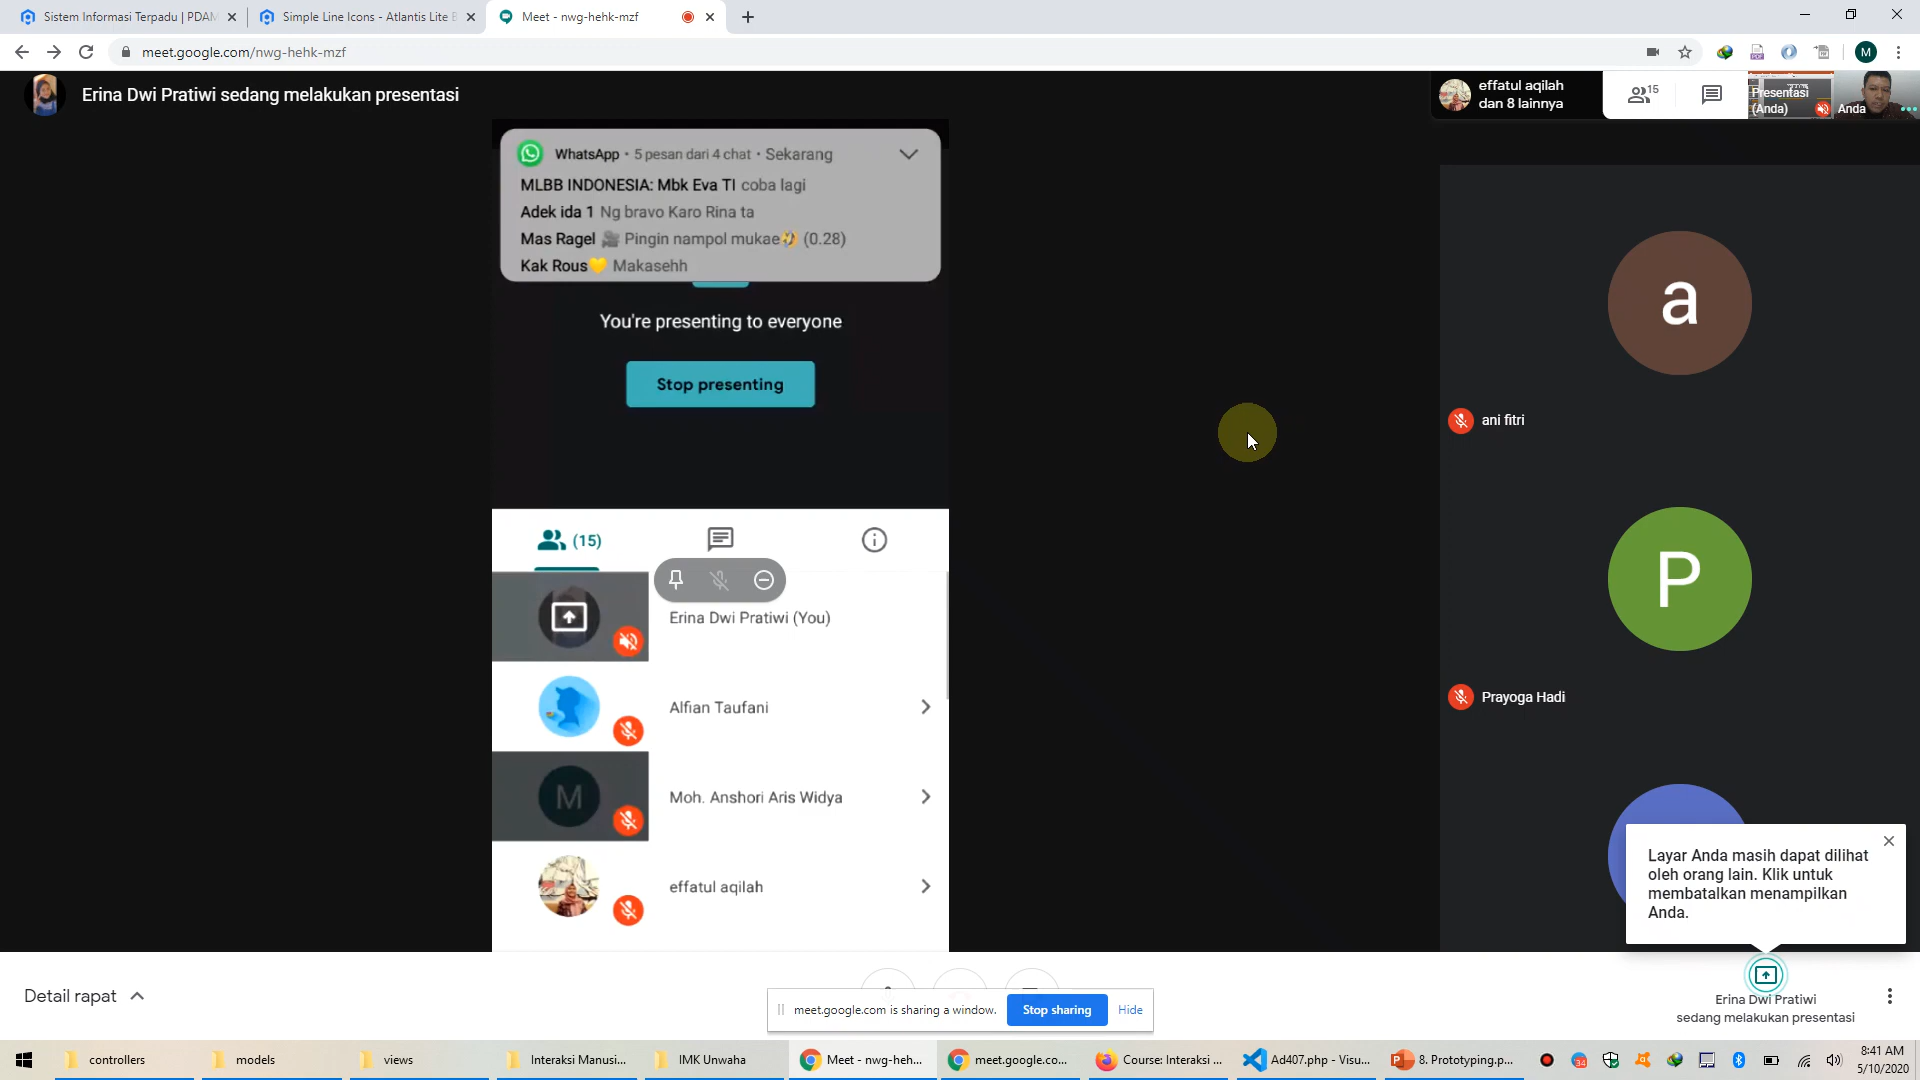 Sistem Informasi Terpadu | PDAM
Simple Line Icons - Atlantis Lite B
Meet - nwg-hehk-mzf
meet.google.com/nwg-hehk-mzf
M
Erina Dwi Pratiwi sedang melakukan presentasi
effatul aqilah
dan 8 lainnya
15
Presentasi
(Anda)
Anda
WhatsApp • 5 pesan dari 4 chat • Sekarang
MLBB INDONESIA: Mbk Eva TI coba lagi
Adek ida 1 Ng bravo Karo Rina ta
Mas Ragel 🎥 Pingin nampol mukae🤣 (0.28)
Kak Rous💛 Makasehh
You're presenting to everyone
Stop presenting
(15)
Erina Dwi Pratiwi (You)
Alfian Taufani
M
Moh. Anshori Aris Widya
effatul aqilah
a
ani fitri
P
Prayoga Hadi
Layar Anda masih dapat dilihat
oleh orang lain. Klik untuk
membatalkan menampilkan
Anda.
Detail rapat
meet.google.com is sharing a window.
Stop sharing
Hide
Erina Dwi Pratiwi
sedang melakukan presentasi
controllers
models
views
Interaksi Manusi...
IMK Unwaha
Meet - nwg-heh...
meet.google.co...
Course: Interaksi ...
Ad407.php - Visu...
8. Prototyping.p...
34
8:41 AM
5/10/2020